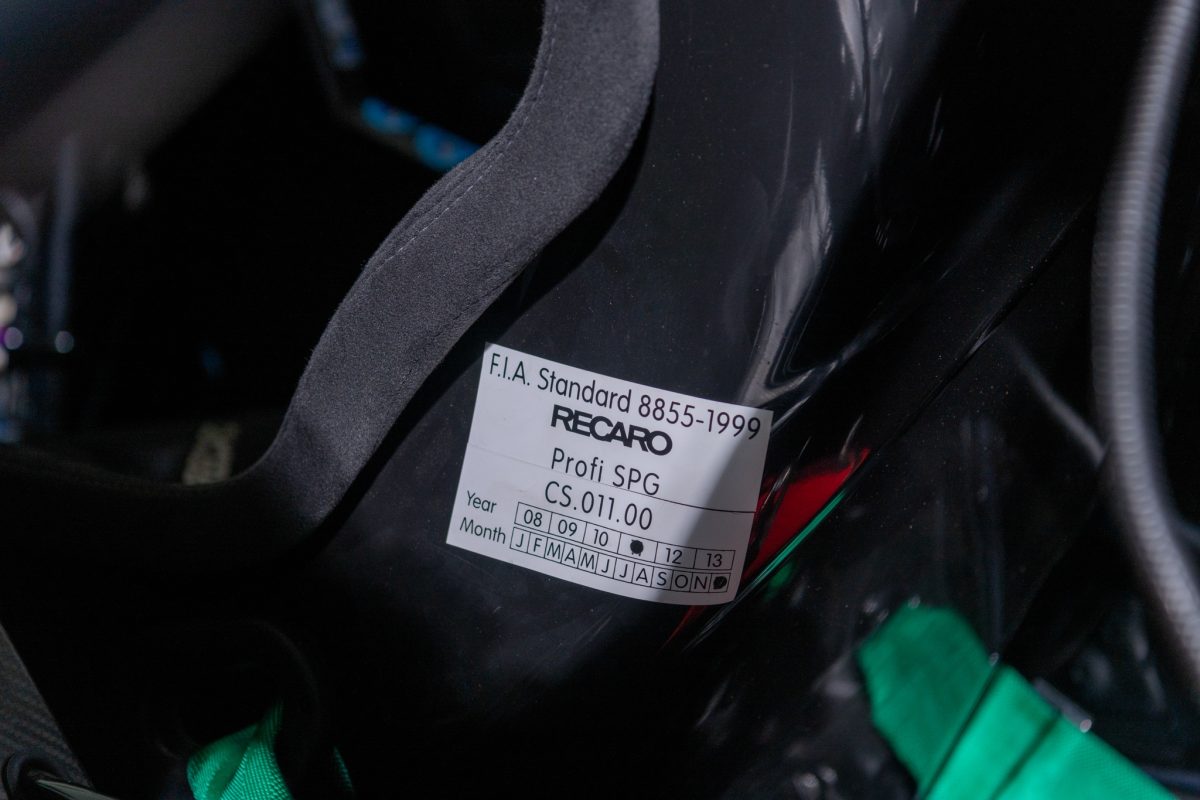 F.I.A. Standard 8855-1999
RECARO
Profi SPG
CS.011.00
Year 08 09 10 12 13
Month J F M A M J J A S O N